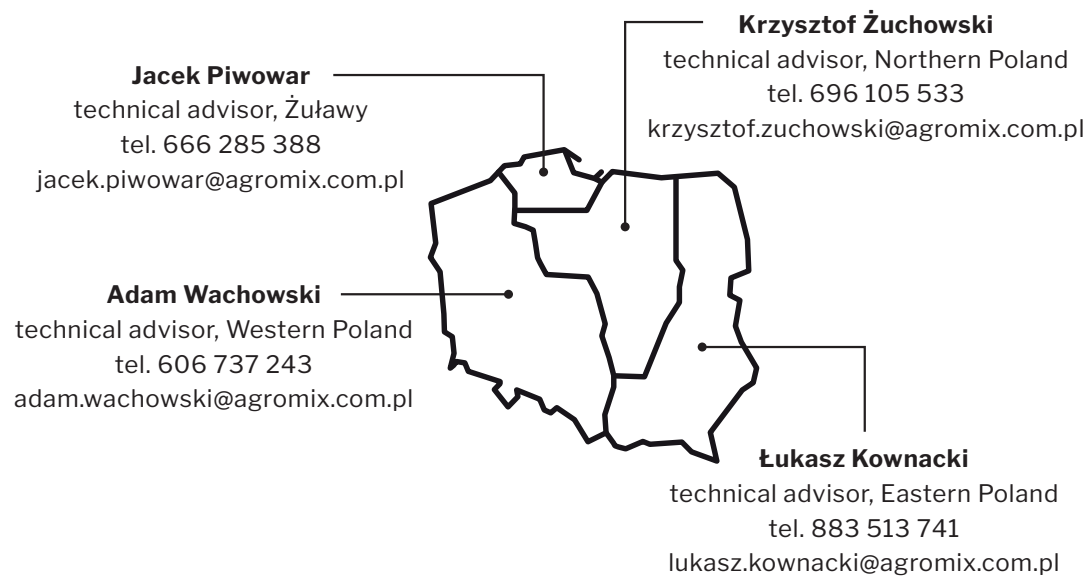 Krzysztof Żuchowski
technical advisor, Northern Poland
tel. 696 105 533
krzysztof.zuchowski@agromix.com.pl
Jacek Piwowar
technical advisor, Żuławy
tel. 666 285 388
jacek.piwowar@agromix.com.pl
Adam Wachowski
technical advisor, Western Poland
tel. 606 737 243
adam.wachowski@agromix.com.pl
Łukasz Kownacki
technical advisor, Eastern Poland
tel. 883 513 741
lukasz.kownacki@agromix.com.pl